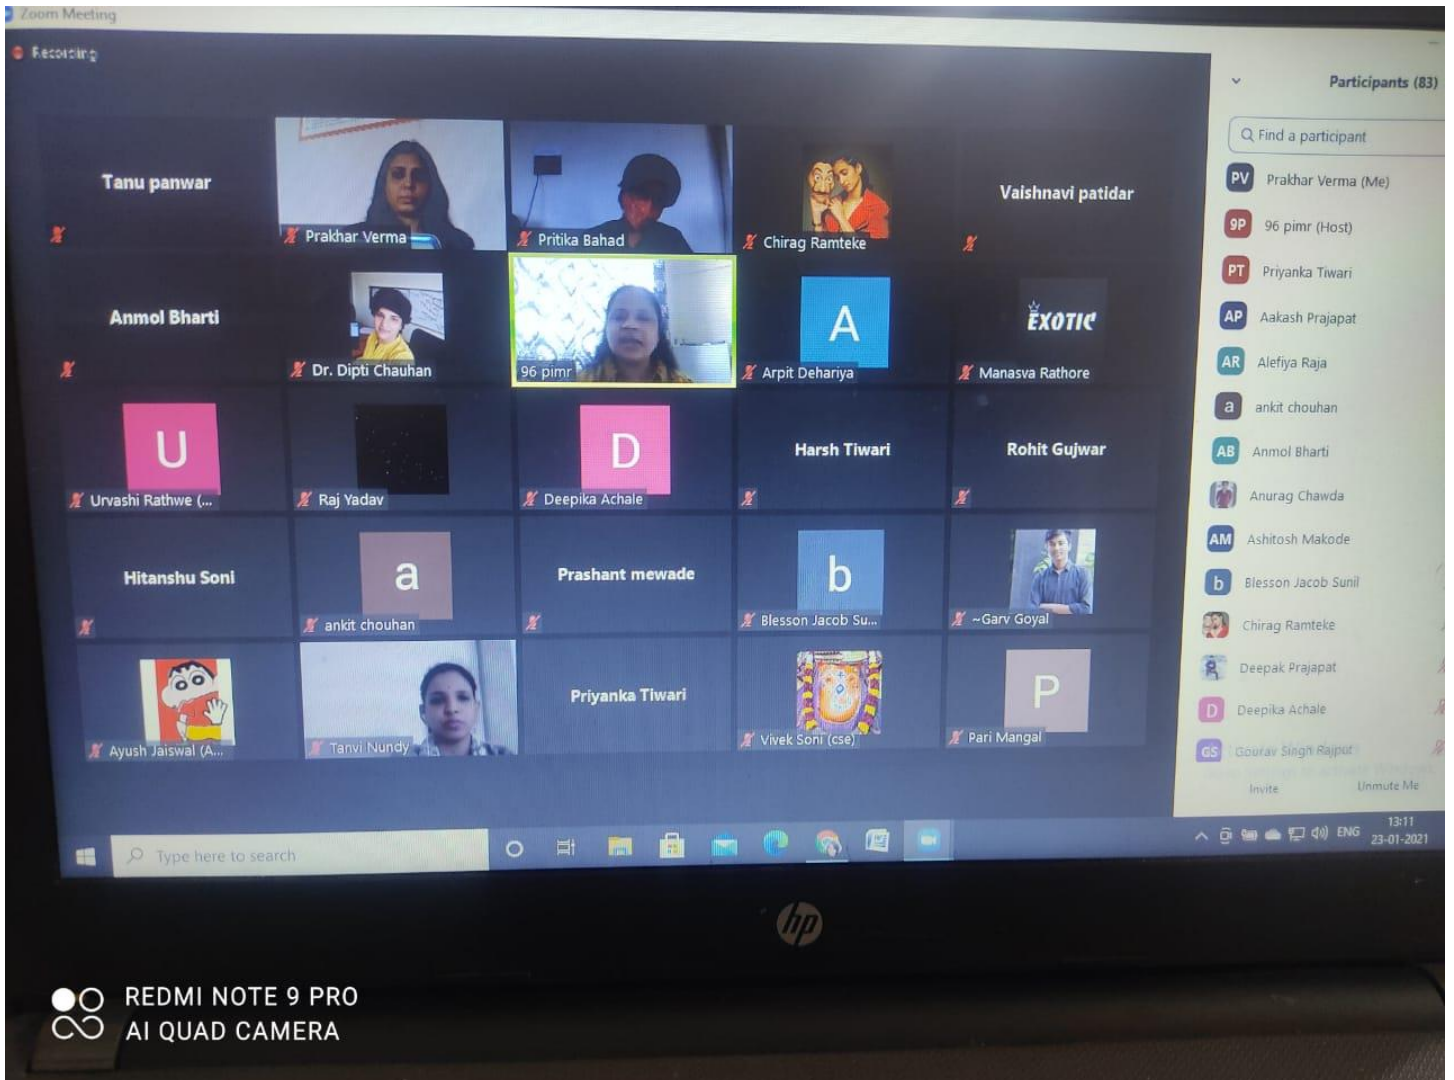 Zoom Meeting
Recording
Participants (83)
Find a participant
PV Prakhar Verma (Me)
9P 96 pimr (Host)
PT Priyanka Tiwari
AP Aakash Prajapat
AR Alefiya Raja
a ankit chouhan
AB Anmol Bharti
Anurag Chawda
AM Ashitosh Makode
b Blesson Jacob Sunil
Chirag Ramteke
Deepak Prajapat
D Deepika Achale
GS Gourav Singh Rajput
Invite Unmute Me
Tanu panwar
Prakhar Verma
Pritika Bahad
Chirag Ramteke
Vaishnavi patidar
Anmol Bharti
Dr. Dipti Chauhan
96 pimr
A
Arpit Dehariya
EXOTIC
Manasva Rathore
U
Urvashi Rathwe (...
Raj Yadav
D
Deepika Achale
Harsh Tiwari
Rohit Gujwar
Hitanshu Soni
a
ankit chouhan
Prashant mewade
b
Blesson Jacob Su...
~Garv Goyal
Ayush Jaiswal (A...
Tanvi Nundy
Priyanka Tiwari
Vivek Soni (cse)
P
Pari Mangal
Type here to search
ENG
13:11
23-01-2021
hp
REDMI NOTE 9 PRO
AI QUAD CAMERA